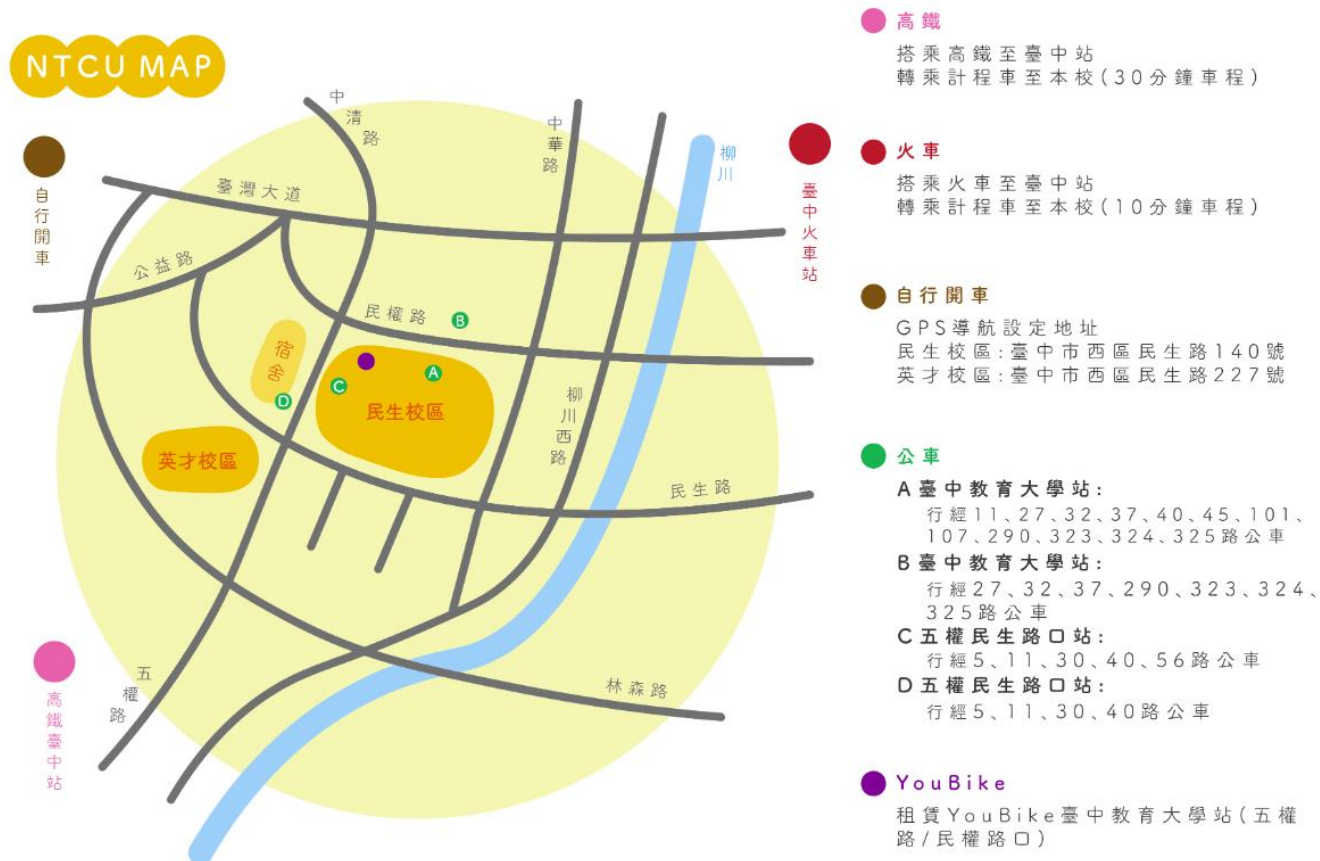 NTCU MAP
中清路
中華路
柳川
臺灣大道
自行開車
臺中火車站
公益路
民權路
B
宿舍
A
C
D
民生校區
柳川西路
英才校區
民生路
五權路
林森路
高鐵臺中站
高鐵
搭乘高鐵至臺中站
轉乘計程車至本校(30分鐘車程)
火車
搭乘火車至臺中站
轉乘計程車至本校(10分鐘車程)
自行開車
GPS導航設定地址
民生校區:臺中市西區民生路140號
英才校區:臺中市西區民生路227號
公車
A臺中教育大學站:
行經11、27、32、37、40、45、101、
107、290、323、324、325路公車
B臺中教育大學站:
行經27、32、37、290、323、324、
325路公車
C五權民生路口站:
行經5、11、30、40、56路公車
D五權民生路口站:
行經5、11、30、40路公車
YouBike
租賃YouBike臺中教育大學站(五權
路/民權路口)